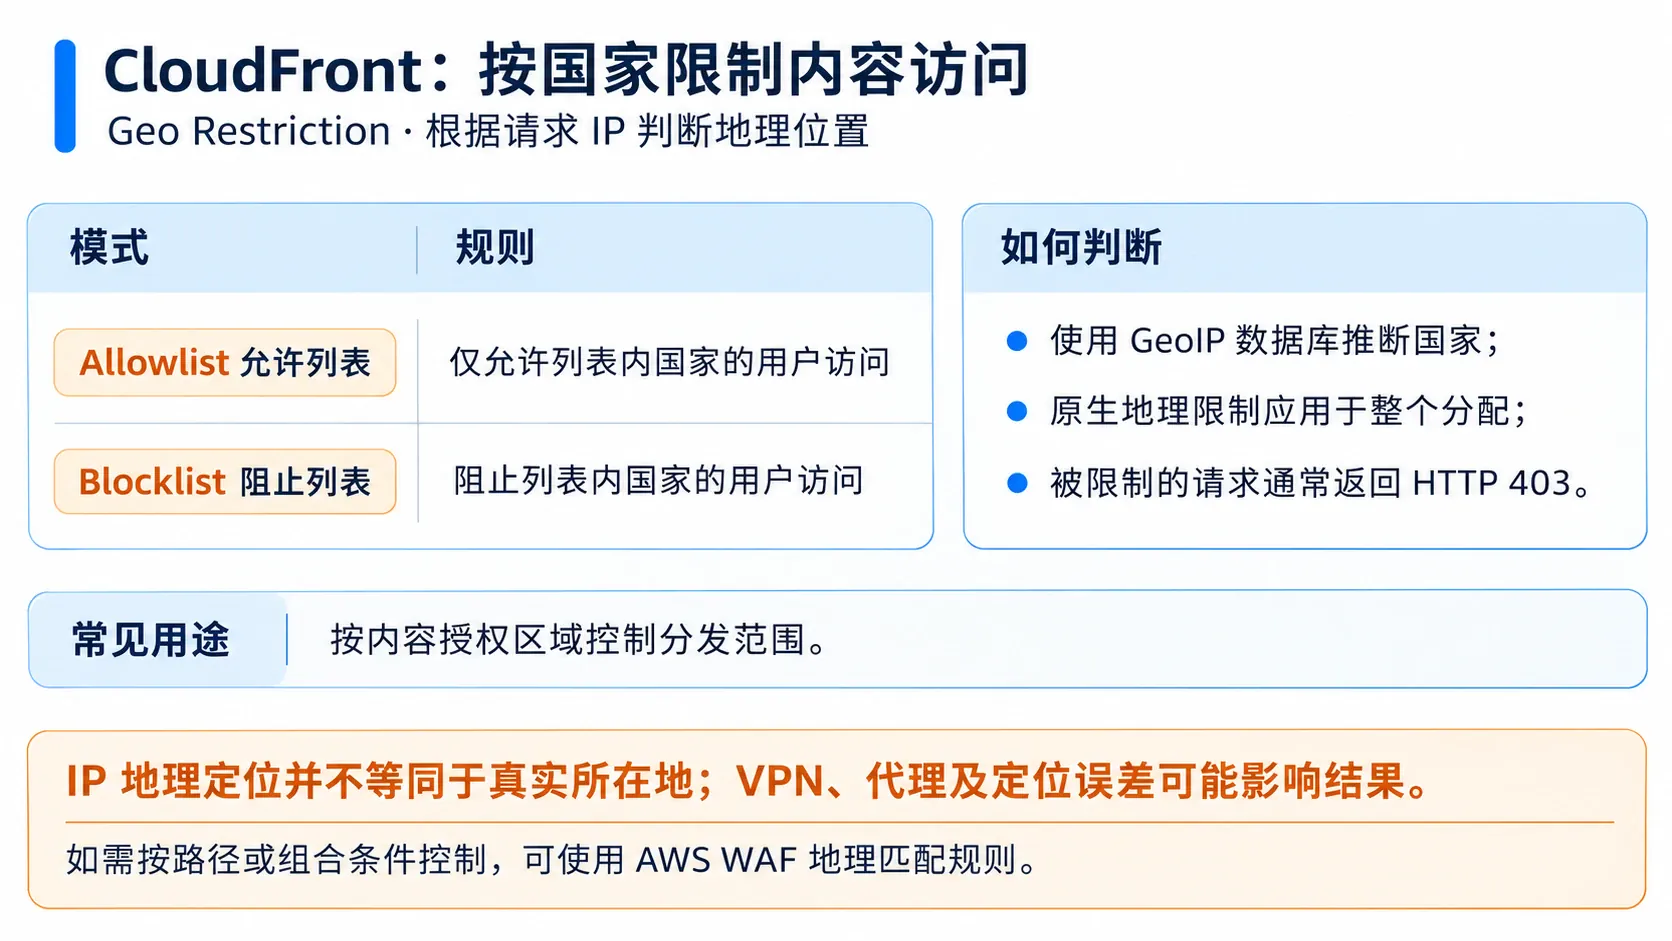 CloudFront：按国家限制内容访问
Geo Restriction · 根据请求 IP 判断地理位置
模式
规则
Allowlist 允许列表
仅允许列表内国家的用户访问
Blocklist 阻止列表
阻止列表内国家的用户访问
如何判断
使用 GeoIP 数据库推断国家；
原生地理限制应用于整个分配；
被限制的请求通常返回 HTTP 403。
常见用途
按内容授权区域控制分发范围。
IP 地理定位并不等同于真实所在地；VPN、代理及定位误差可能影响结果。
如需按路径或组合条件控制，可使用 AWS WAF 地理匹配规则。